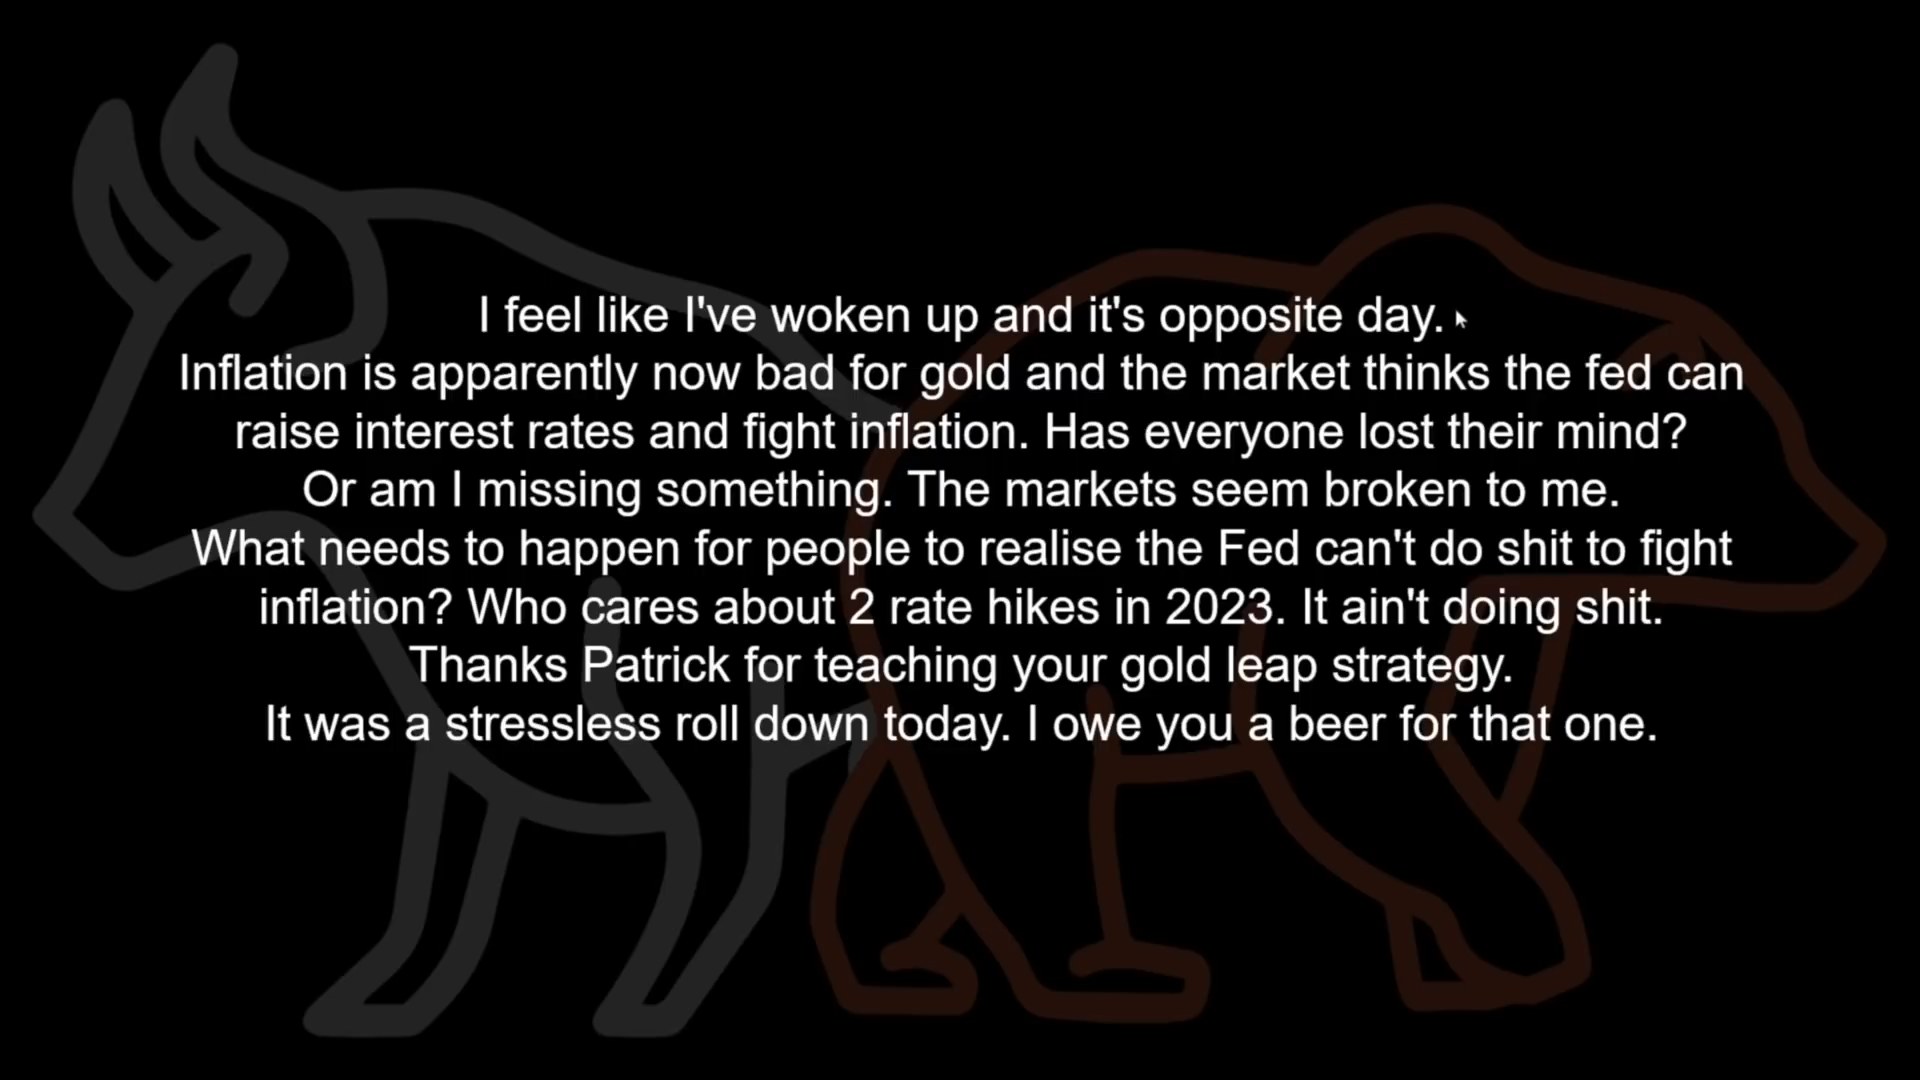 I feel like I've woken up and it's opposite day.
Inflation is apparently now bad for gold and the market thinks the fed can
raise interest rates and fight inflation. Has everyone lost their mind?
Or am I missing something. The markets seem broken to me.
What needs to happen for people to realise the Fed can't do shit to fight
inflation? Who cares about 2 rate hikes in 2023. It ain't doing shit.
Thanks Patrick for teaching your gold leap strategy.
It was a stressless roll down today. I owe you a beer for that one.